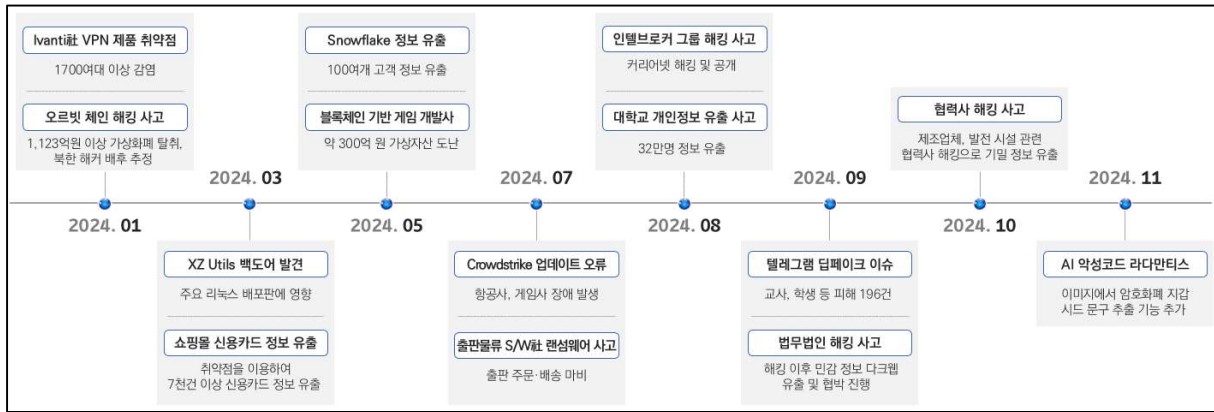 Ivanti社 VPN 제품 취약점
1700여대 이상 감염
오르빗 체인 해킹 사고
1,123억원 이상 가상화폐 탈취,
북한 해커 배후 추정
2024. 01
2024. 03
XZ Utils 백도어 발견
주요 리눅스 배포판에 영향
쇼핑몰 신용카드 정보 유출
취약점을 이용하여
7천건 이상 신용카드 정보 유출
Snowflake 정보 유출
100여개 고객 정보 유출
블록체인 기반 게임 개발사
약 300억 원 가상자산 도난
2024. 05
2024. 07
Crowdstrike 업데이트 오류
항공사, 게임사 장애 발생
출판물류 S/W社 랜섬웨어 사고
출판 주문·배송 마비
인텔브로커 그룹 해킹 사고
커리어넷 해킹 및 공개
대학교 개인정보 유출 사고
32만명 정보 유출
2024. 08
2024. 09
텔레그램 딥페이크 이슈
교사, 학생 등 피해 196건
법무법인 해킹 사고
해킹 이후 민감 정보 다크웹
유출 및 협박 진행
협력사 해킹 사고
제조업체, 발전 시설 관련
협력사 해킹으로 기밀 정보 유출
2024. 10
2024. 11
AI 악성코드 라다만티스
이미지에서 암호화폐 지갑
시드 문구 추출 기능 추가